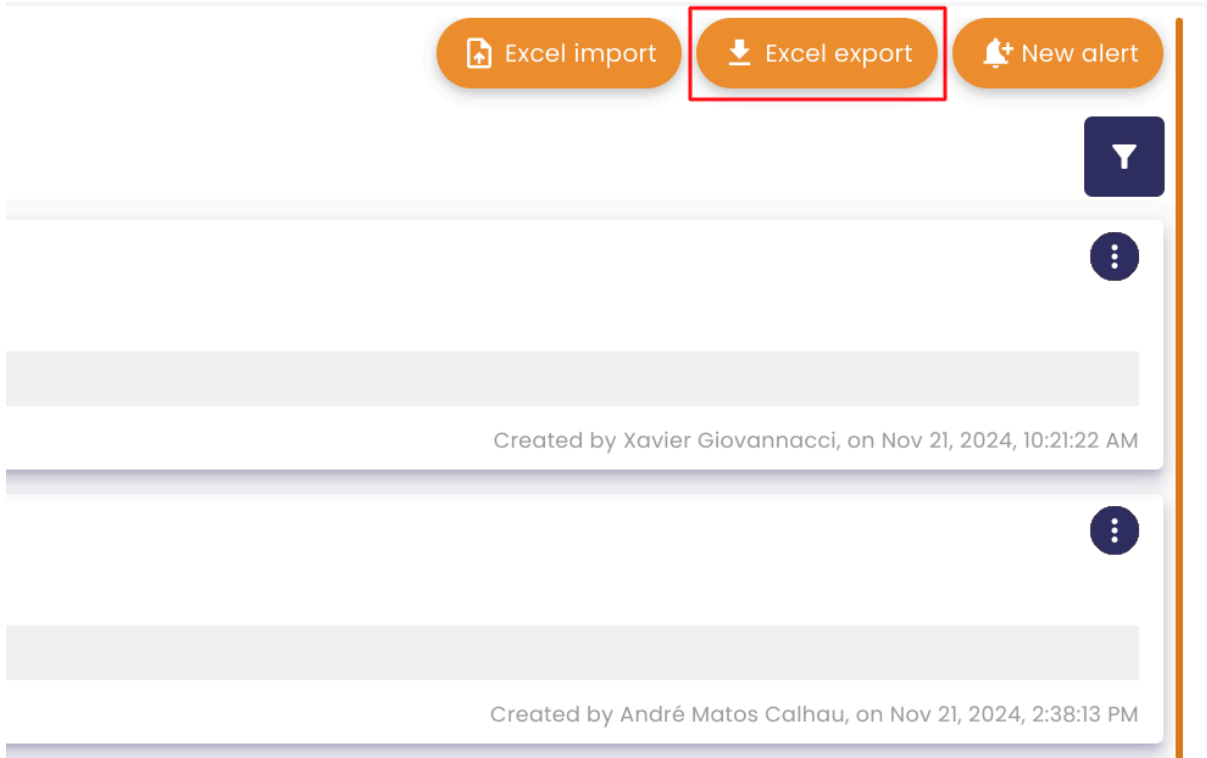 Excel import
Excel export
New alert
Created by Xavier Giovannacci, on Nov 21, 2024, 10:21:22 AM
Created by André Matos Calhau, on Nov 21, 2024, 2:38:13 PM